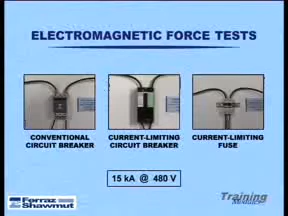 ELECTROMAGNETIC FORCE TESTS
CONVENTIONAL
CIRCUIT BREAKER
CURRENT-LIMITING
CIRCUIT BREAKER
CURRENT-LIMITING
FUSE
15 kA @ 480 V
Ferraz
Shawmut
Training